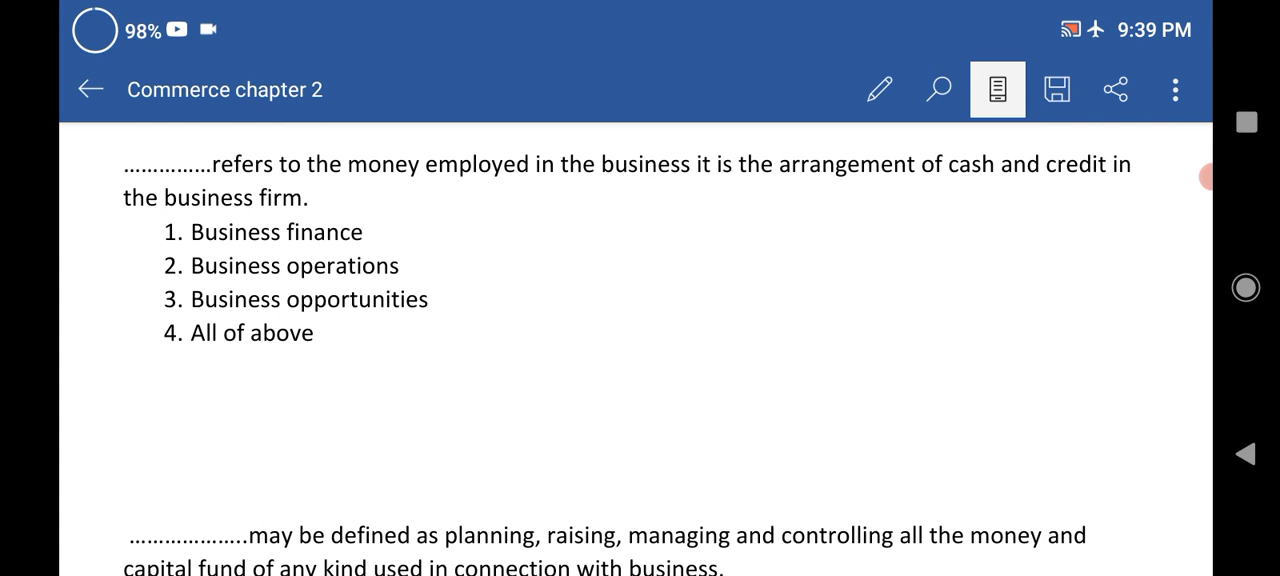 98%
9:39 PM
Commerce chapter 2
……………refers to the money employed in the business it is the arrangement of cash and credit in
the business firm.
1. Business finance
2. Business operations
3. Business opportunities
4. All of above
………………..may be defined as planning, raising, managing and controlling all the money and
capital fund of any kind used in connection with business.